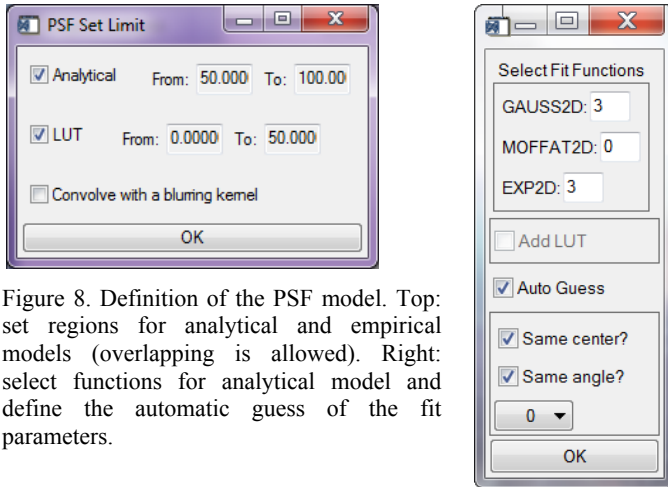 PSF Set Limit
Analytical From: 50.000 To: 100.00
LUT From: 0.0000 To: 50.000
Convolve with a blurring kernel
OK
Figure 8. Definition of the PSF model. Top:
set regions for analytical and empirical
models (overlapping is allowed). Right:
select functions for analytical model and
define the automatic guess of the fit
parameters.
Select Fit Functions
GAUSS2D: 3
MOFFAT2D: 0
EXP2D: 3
Add LUT
Auto Guess
Same center?
Same angle?
0
OK